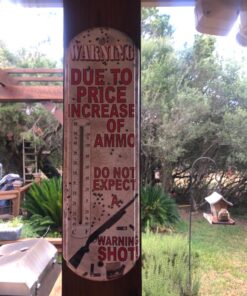 WARNING
DUE TO
PRICE
INCREASE
OF
AMMO
DO NOT
EXPECT
A
WARNING
SHOT